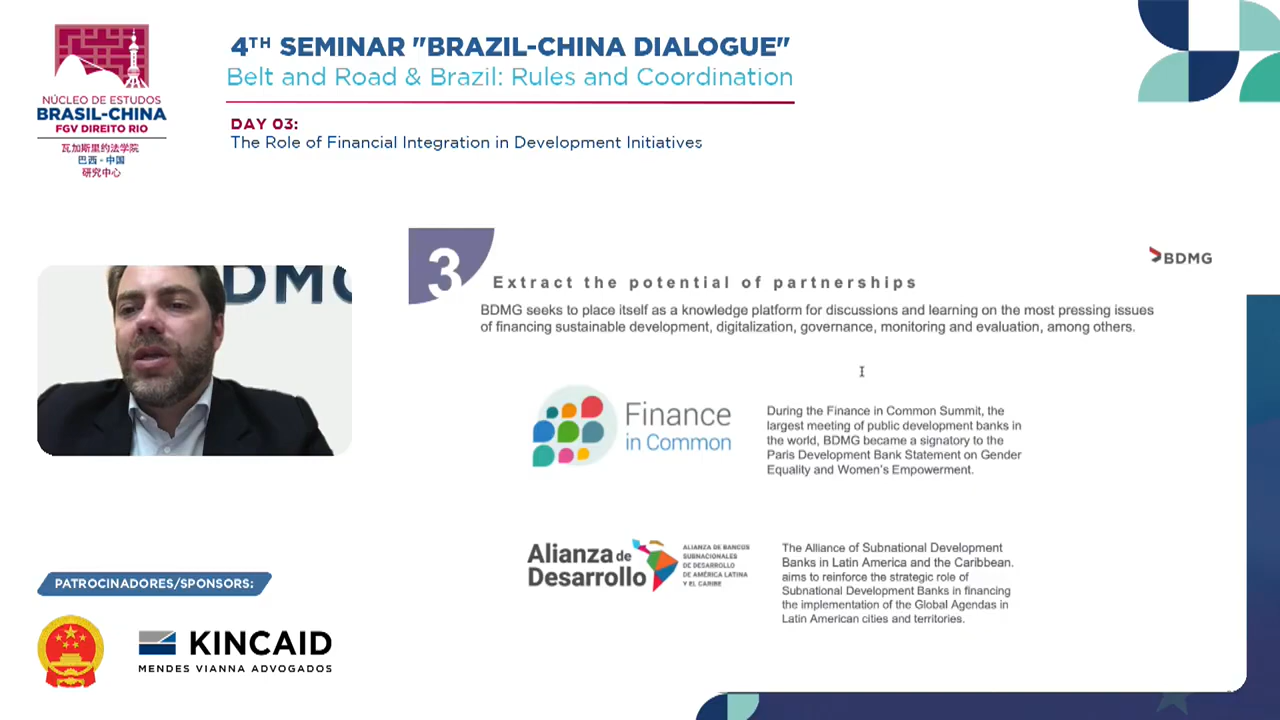 4TH SEMINAR "BRAZIL-CHINA DIALOGUE"
Belt and Road & Brazil: Rules and Coordination
DAY 03:
The Role of Financial Integration in Development Initiatives
NÚCLEO DE ESTUDOS
BRASIL-CHINA
FGV DIREITO RIO
瓦加斯里约法学院
巴西 - 中国
研究中心
DMG
3
Extract the potential of partnerships
BDMG
BDMG seeks to place itself as a knowledge platform for discussions and learning on the most pressing issues
of financing sustainable development, digitalization, governance, monitoring and evaluation, among others.
Finance
in Common
During the Finance in Common Summit, the
largest meeting of public development banks in
the world, BDMG became a signatory to the
Paris Development Bank Statement on Gender
Equality and Women's Empowerment.
Alianza de
Desarrollo
ALIANZA DE BANCOS
SUBNACIONALES
DE DESARROLLO
DE AMÉRICA LATINA
Y EL CARIBE
The Alliance of Subnational Development
Banks in Latin America and the Caribbean.
aims to reinforce the strategic role of
Subnational Development Banks in financing
the implementation of the Global Agendas in
Latin American cities and territories.
PATROCINADORES/SPONSORS:
KINCAID
MENDES VIANNA ADVOGADOS